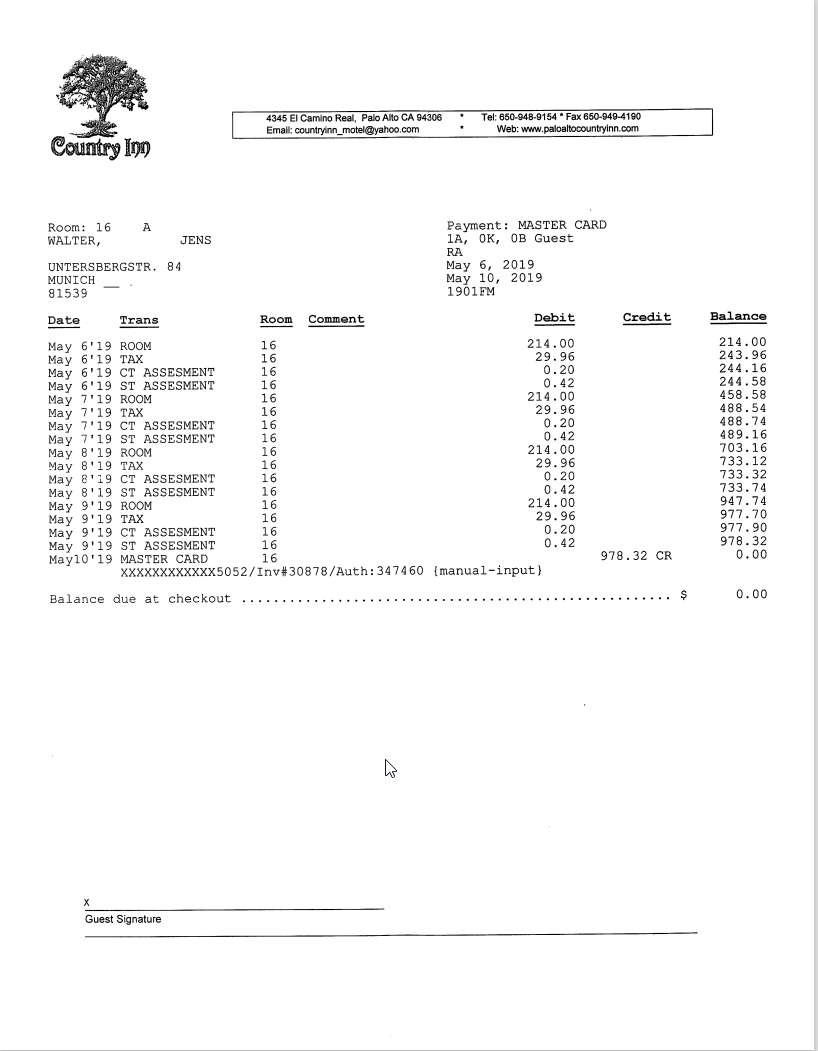 Country Inn
4345 El Camino Real, Palo Alto CA 94306 * Tel: 650-948-9154 * Fax 650-949-4190
Email: countryinn_motel@yahoo.com * Web: www.paloaltocountryinn.com
Room: 16 A Payment: MASTER CARD
WALTER, JENS 1A, 0K, 0B Guest
RA
UNTERSBERGSTR. 84 May 6, 2019
MUNICH May 10, 2019
81539 1901FM
Date Trans Room Comment Debit Credit Balance
May 6'19 ROOM 16 214.00 214.00
May 6'19 TAX 16 29.96 243.96
May 6'19 CT ASSESMENT 16 0.20 244.16
May 6'19 ST ASSESMENT 16 0.42 244.58
May 7'19 ROOM 16 214.00 458.58
May 7'19 TAX 16 29.96 488.54
May 7'19 CT ASSESMENT 16 0.20 488.74
May 7'19 ST ASSESMENT 16 0.42 489.16
May 8'19 ROOM 16 214.00 703.16
May 8'19 TAX 16 29.96 733.12
May 8'19 CT ASSESMENT 16 0.20 733.32
May 8'19 ST ASSESMENT 16 0.42 733.74
May 9'19 ROOM 16 214.00 947.74
May 9'19 TAX 16 29.96 977.70
May 9'19 CT ASSESMENT 16 0.20 977.90
May 9'19 ST ASSESMENT 16 0.42 978.32
May10'19 MASTER CARD 16 978.32 CR 0.00
XXXXXXXXXXXX5052/Inv#30878/Auth:347460 {manual-input}
Balance due at checkout ...................................................... $ 0.00
X
Guest Signature